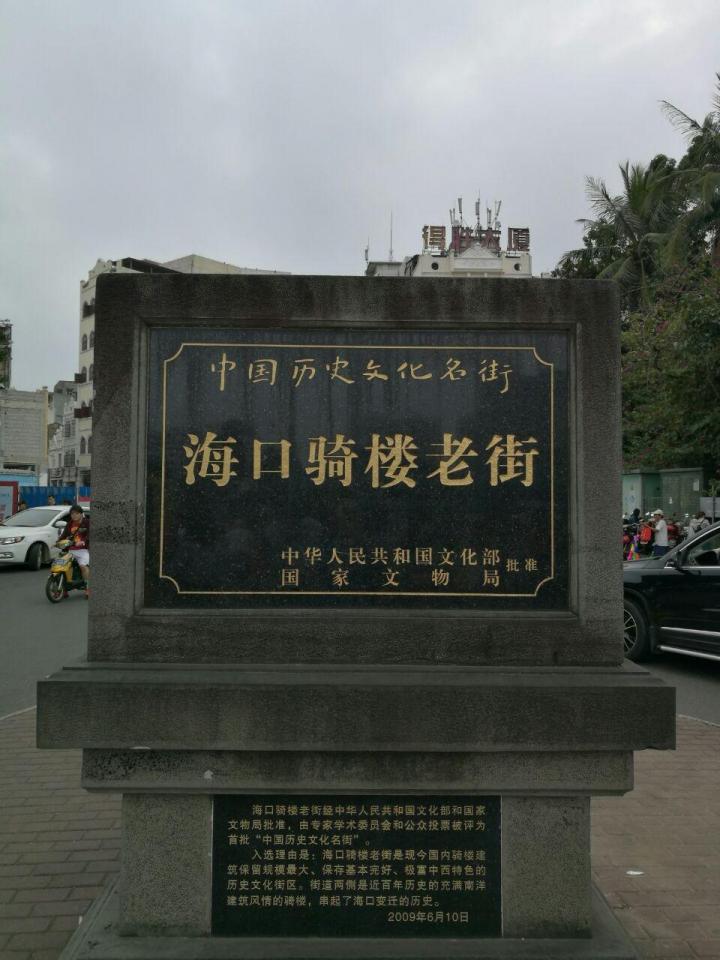 得联大厦
中国历史文化名街
海口骑楼老街
中华人民共和国文化部
国家文物局
批准
海口骑楼老街经中华人民共和国文化部和国家
文物局批准，由专家学术委员会和公众投票被评为
首批“中国历史文化名街”。
入选理由是：海口骑楼老街是现今国内骑楼建
筑保留规模最大、保存基本完好、极富中西特色的
历史文化街区。街道两侧是近百年历史的充满南洋
建筑风情的骑楼，串起了海口变迁的历史。
2009年6月10日